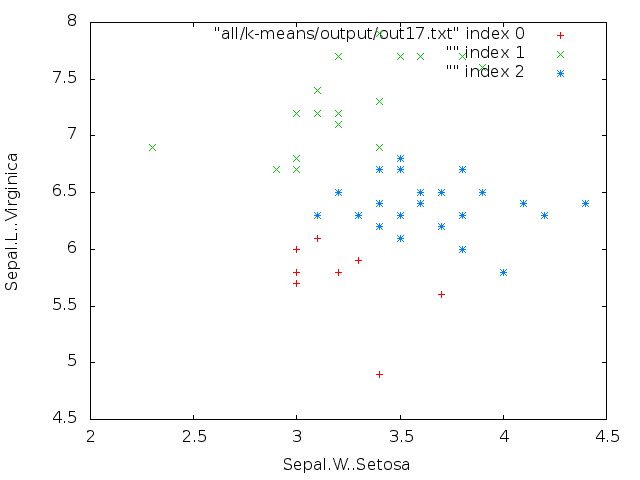 8
7.5
7
6.5
6
5.5
5
4.5
Sepal.L.. Virginica
"all/k-means/output/out17.txt" index 0
"" index 1
"" index 2
2
2.5
3
3.5
4
4.5
Sepal.W..Setosa